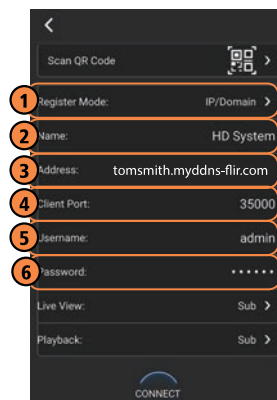 Scan QR Code
1 Register Mode: IP/Domain
2 Name: HD System
3 Address: tomsmith.myddns-flir.com
4 Client Port: 35000
5 Username: admin
6 Password: ••••••
Live View: Sub
Playback: Sub
CONNECT